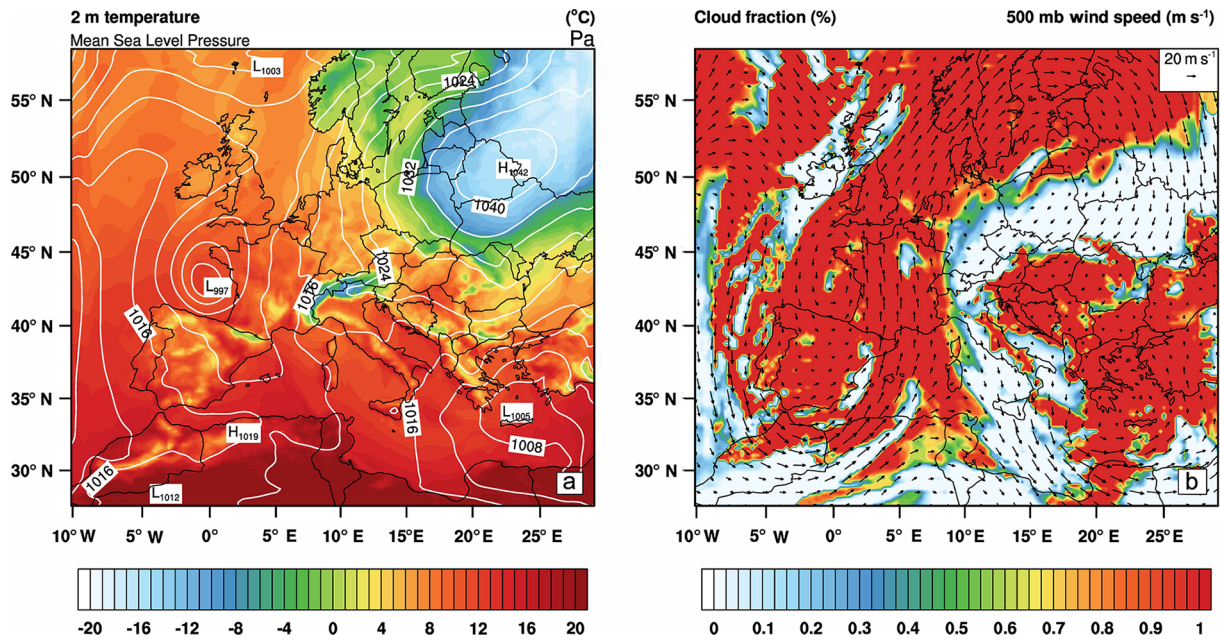 2 m temperature (°C)
Mean Sea Level Pressure Pa
L1003
1024
55° N
H1042
1032
50° N
1040
45° N
1024
L997
1016
1016
40° N
35° N
L1005
1016
H1019
1008
30° N
1016
L1012
a
10° W 5° W 0° 5° E 10° E 15° E 20° E 25° E
-20 -16 -12 -8 -4 0 4 8 12 16 20
Cloud fraction (%) 500 mb wind speed (m s-1)
20 m s-1
55° N
50° N
45° N
40° N
35° N
30° N
b
10° W 5° W 0° 5° E 10° E 15° E 20° E 25° E
0 0.1 0.2 0.3 0.4 0.5 0.6 0.7 0.8 0.9 1